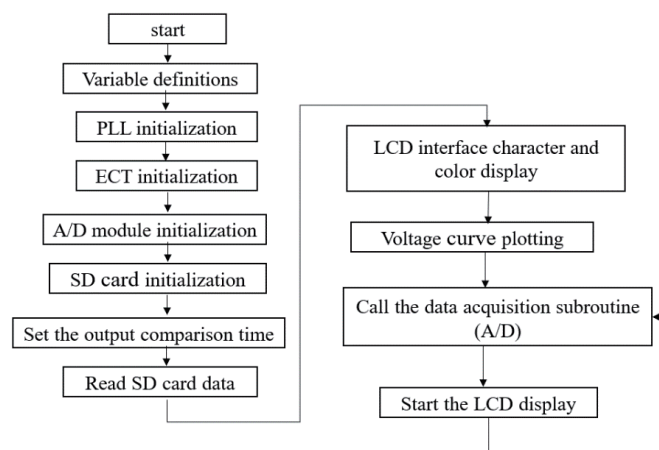 start
Variable definitions
PLL initialization
ECT initialization
A/D module initialization
SD card initialization
Set the output comparison time
Read SD card data
LCD interface character and
color display
Voltage curve plotting
Call the data acquisition subroutine
(A/D)
Start the LCD display